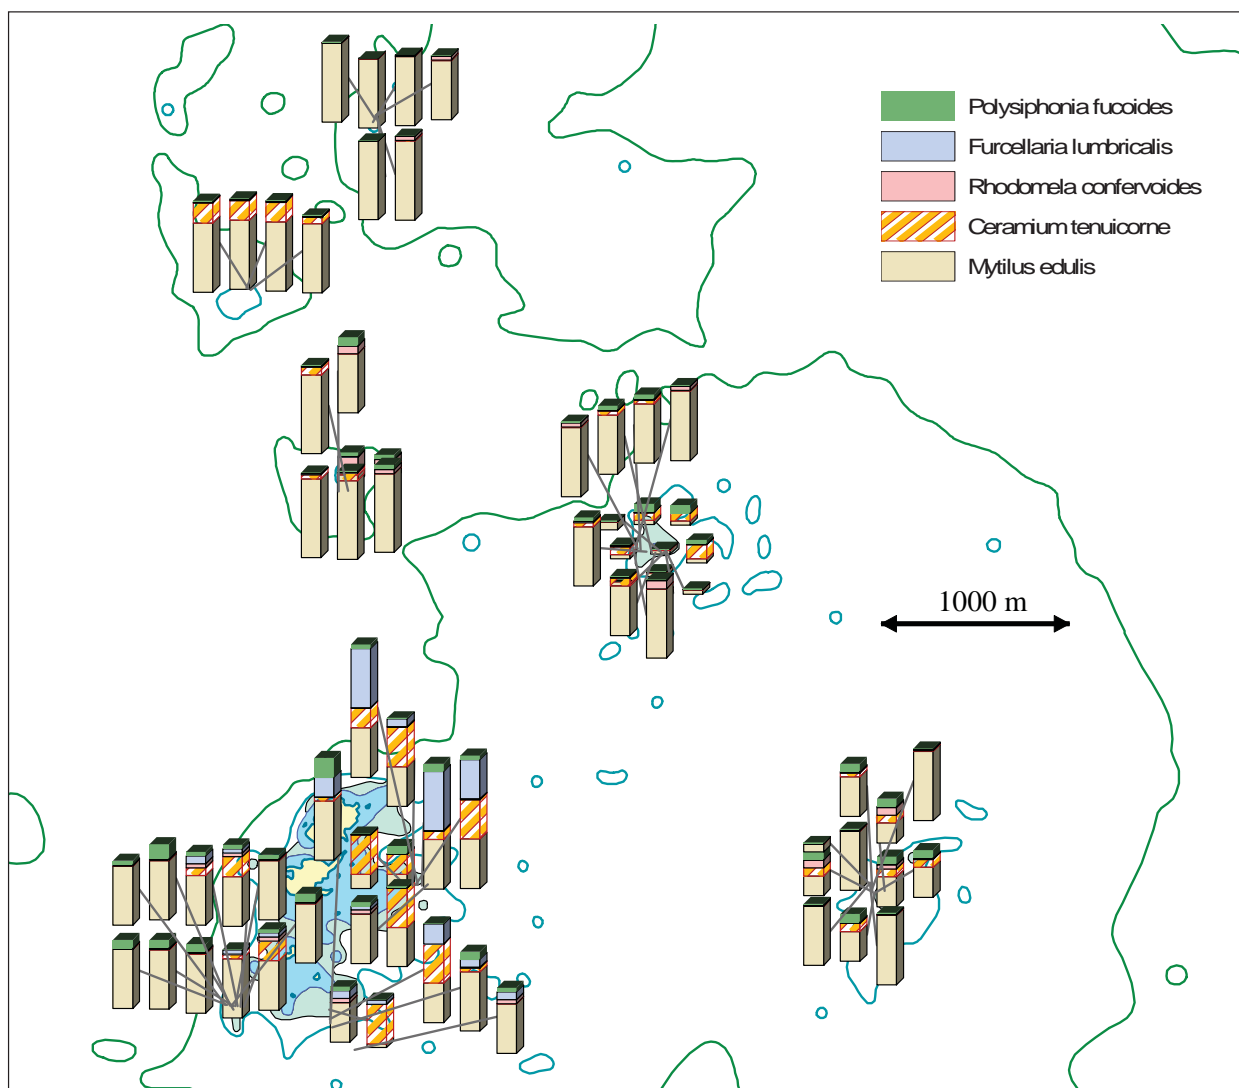 Polysiphonia fucoides
Furcellaria lumbricalis
Rhodomela confervoides
Ceramium tenuicorne
Mytilus edulis
1000 m